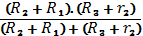 (R₂ + R₁).(R₃ + r₂)
(R₂ + R₁) + (R₃ + r₂)